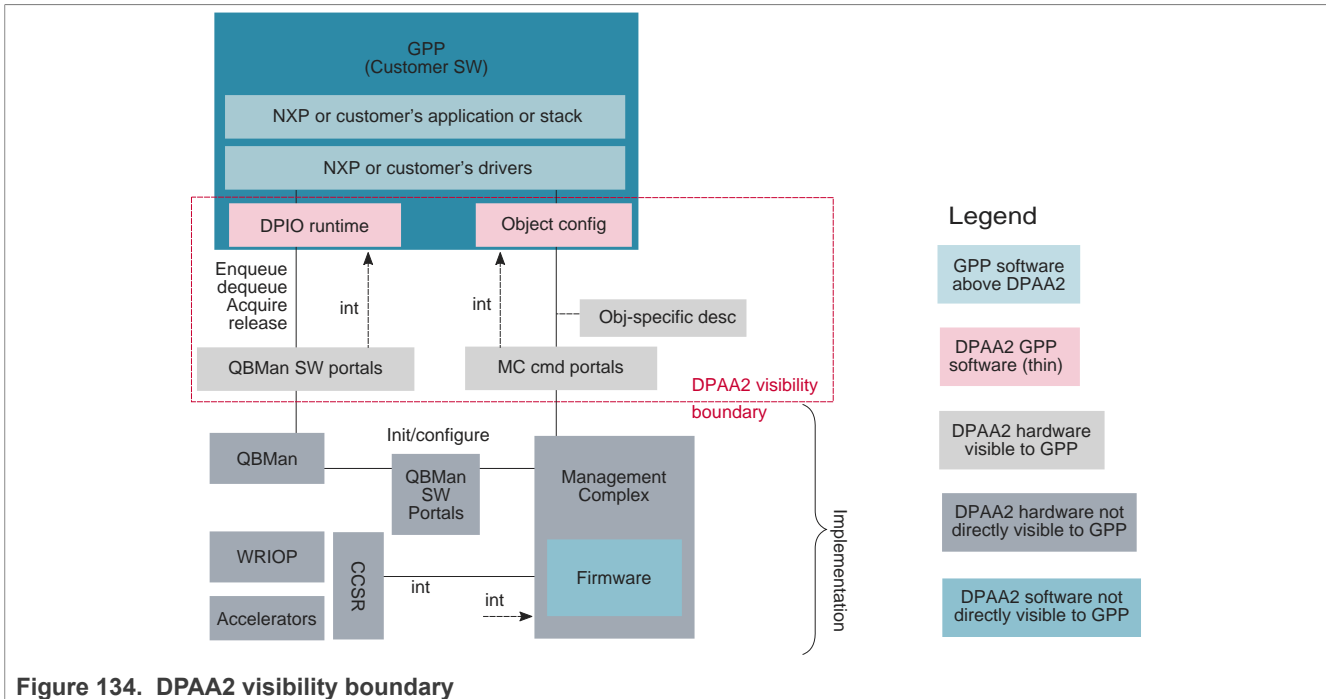 GPP
(Customer SW)
NXP or customer's application or stack
NXP or customer's drivers
DPIO runtime
Object config
Enqueue
dequeue
Acquire
release
int
int
Obj-specific desc
QBMan SW portals
MC cmd portals
DPAA2 visibility
boundary
QBMan
Init/configure
QBMan
SW
Portals
Management
Complex
WRIOP
Accelerators
CCSR
int
int
Firmware
Implementation
Legend
GPP software
above DPAA2
DPAA2 GPP
software (thin)
DPAA2 hardware
visible to GPP
DPAA2 hardware not
directly visible to GPP
DPAA2 software not
directly visible to GPP
Figure 134. DPAA2 visibility boundary